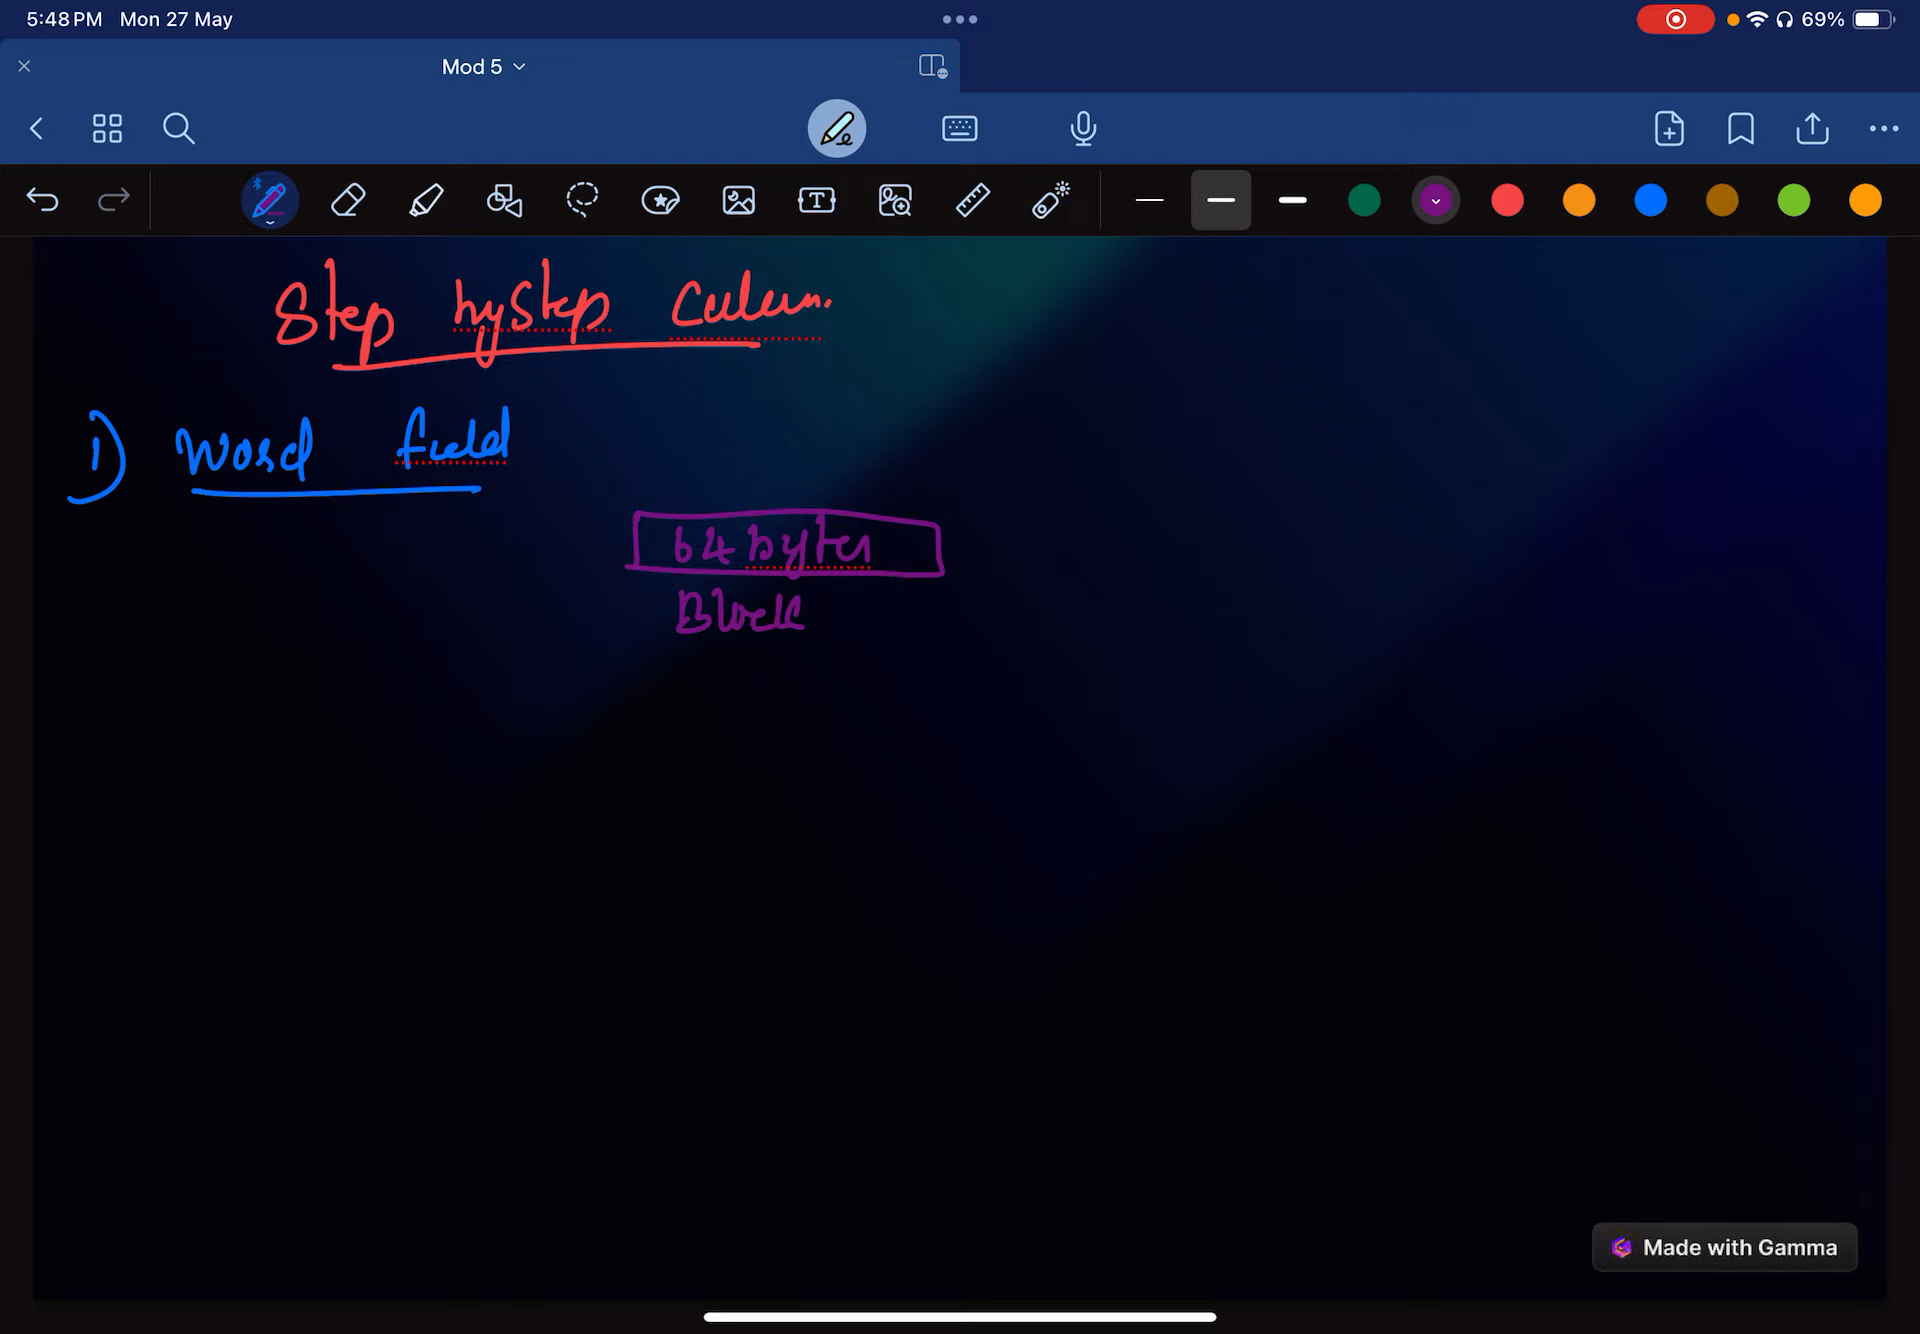 5:48 PM Mon 27 May
69%
Mod 5
Step by Step
1) Word field
64 bytes
Block
Made with Gamma